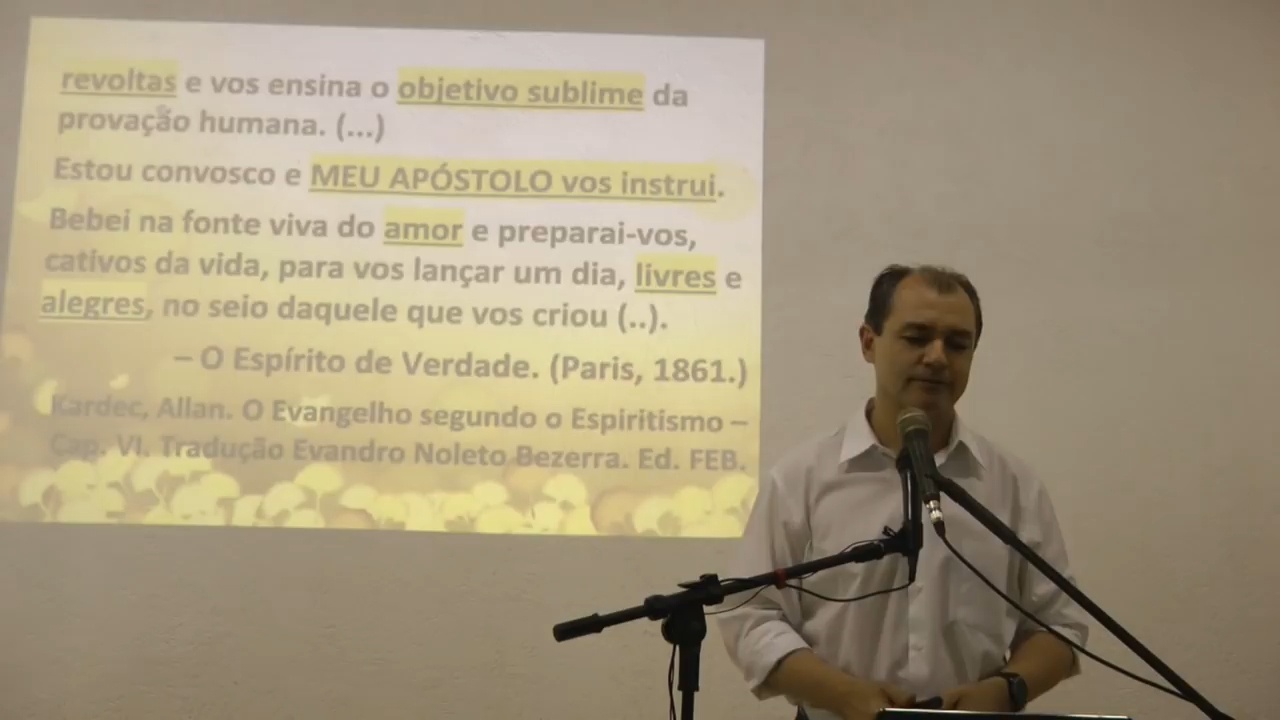 revoltas e vos ensina o objetivo sublime da
provação humana. (...)
Estou convosco e MEU APÓSTOLO vos instrui.
Bebei na fonte viva do amor e preparai-vos,
cativos da vida, para vos lançar um dia, livres e
alegres, no seio daquele que vos criou (..).
– O Espírito de Verdade. (Paris, 1861.)
Kardec, Allan. O Evangelho segundo o Espiritismo –
Cap. VI. Tradução Evandro Noleto Bezerra. Ed. FEB.